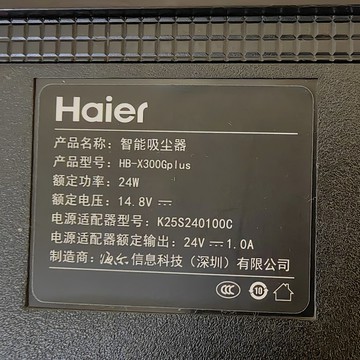 Haier
产品名称：智能吸尘器
产品型号：HB-X300Gplus
额定功率：24W
额定电压：14.8V⎓
电源适配器型号：K25S240100C
电源适配器额定输出：24V⎓1.0A
制造商：信息科技（深圳）有限公司
CCC
10